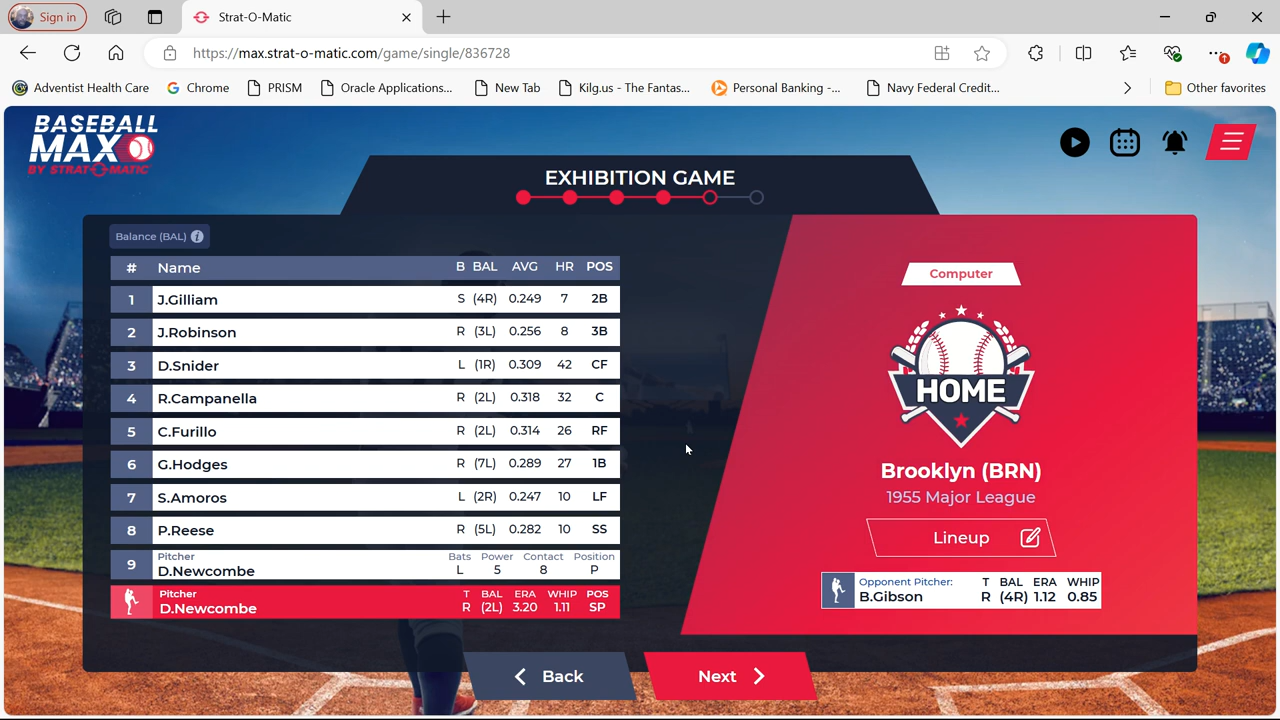 Sign in
Strat-O-Matic
https://max.strat-o-matic.com/game/single/836728
Adventist Health Care
Chrome
PRISM
Oracle Applications...
New Tab
Kilg.us - The Fantas...
Personal Banking -...
Navy Federal Credit...
Other favorites
BASEBALL
MAX
BY STRAT-O-MATIC
EXHIBITION GAME
Balance (BAL) i
# Name B BAL AVG HR POS
1 J.Gilliam S (4R) 0.249 7 2B
2 J.Robinson R (3L) 0.256 8 3B
3 D.Snider L (1R) 0.309 42 CF
4 R.Campanella R (2L) 0.318 32 C
5 C.Furillo R (2L) 0.314 26 RF
6 G.Hodges R (7L) 0.289 27 1B
7 S.Amoros L (2R) 0.247 10 LF
8 P.Reese R (5L) 0.282 10 SS
Pitcher Bats Power Contact Position
9 D.Newcombe L 5 8 P
Pitcher T BAL ERA WHIP POS
D.Newcombe R (2L) 3.20 1.11 SP
Computer
HOME
Brooklyn (BRN)
1955 Major League
Lineup
Opponent Pitcher: T BAL ERA WHIP
B.Gibson R (4R) 1.12 0.85
Back
Next